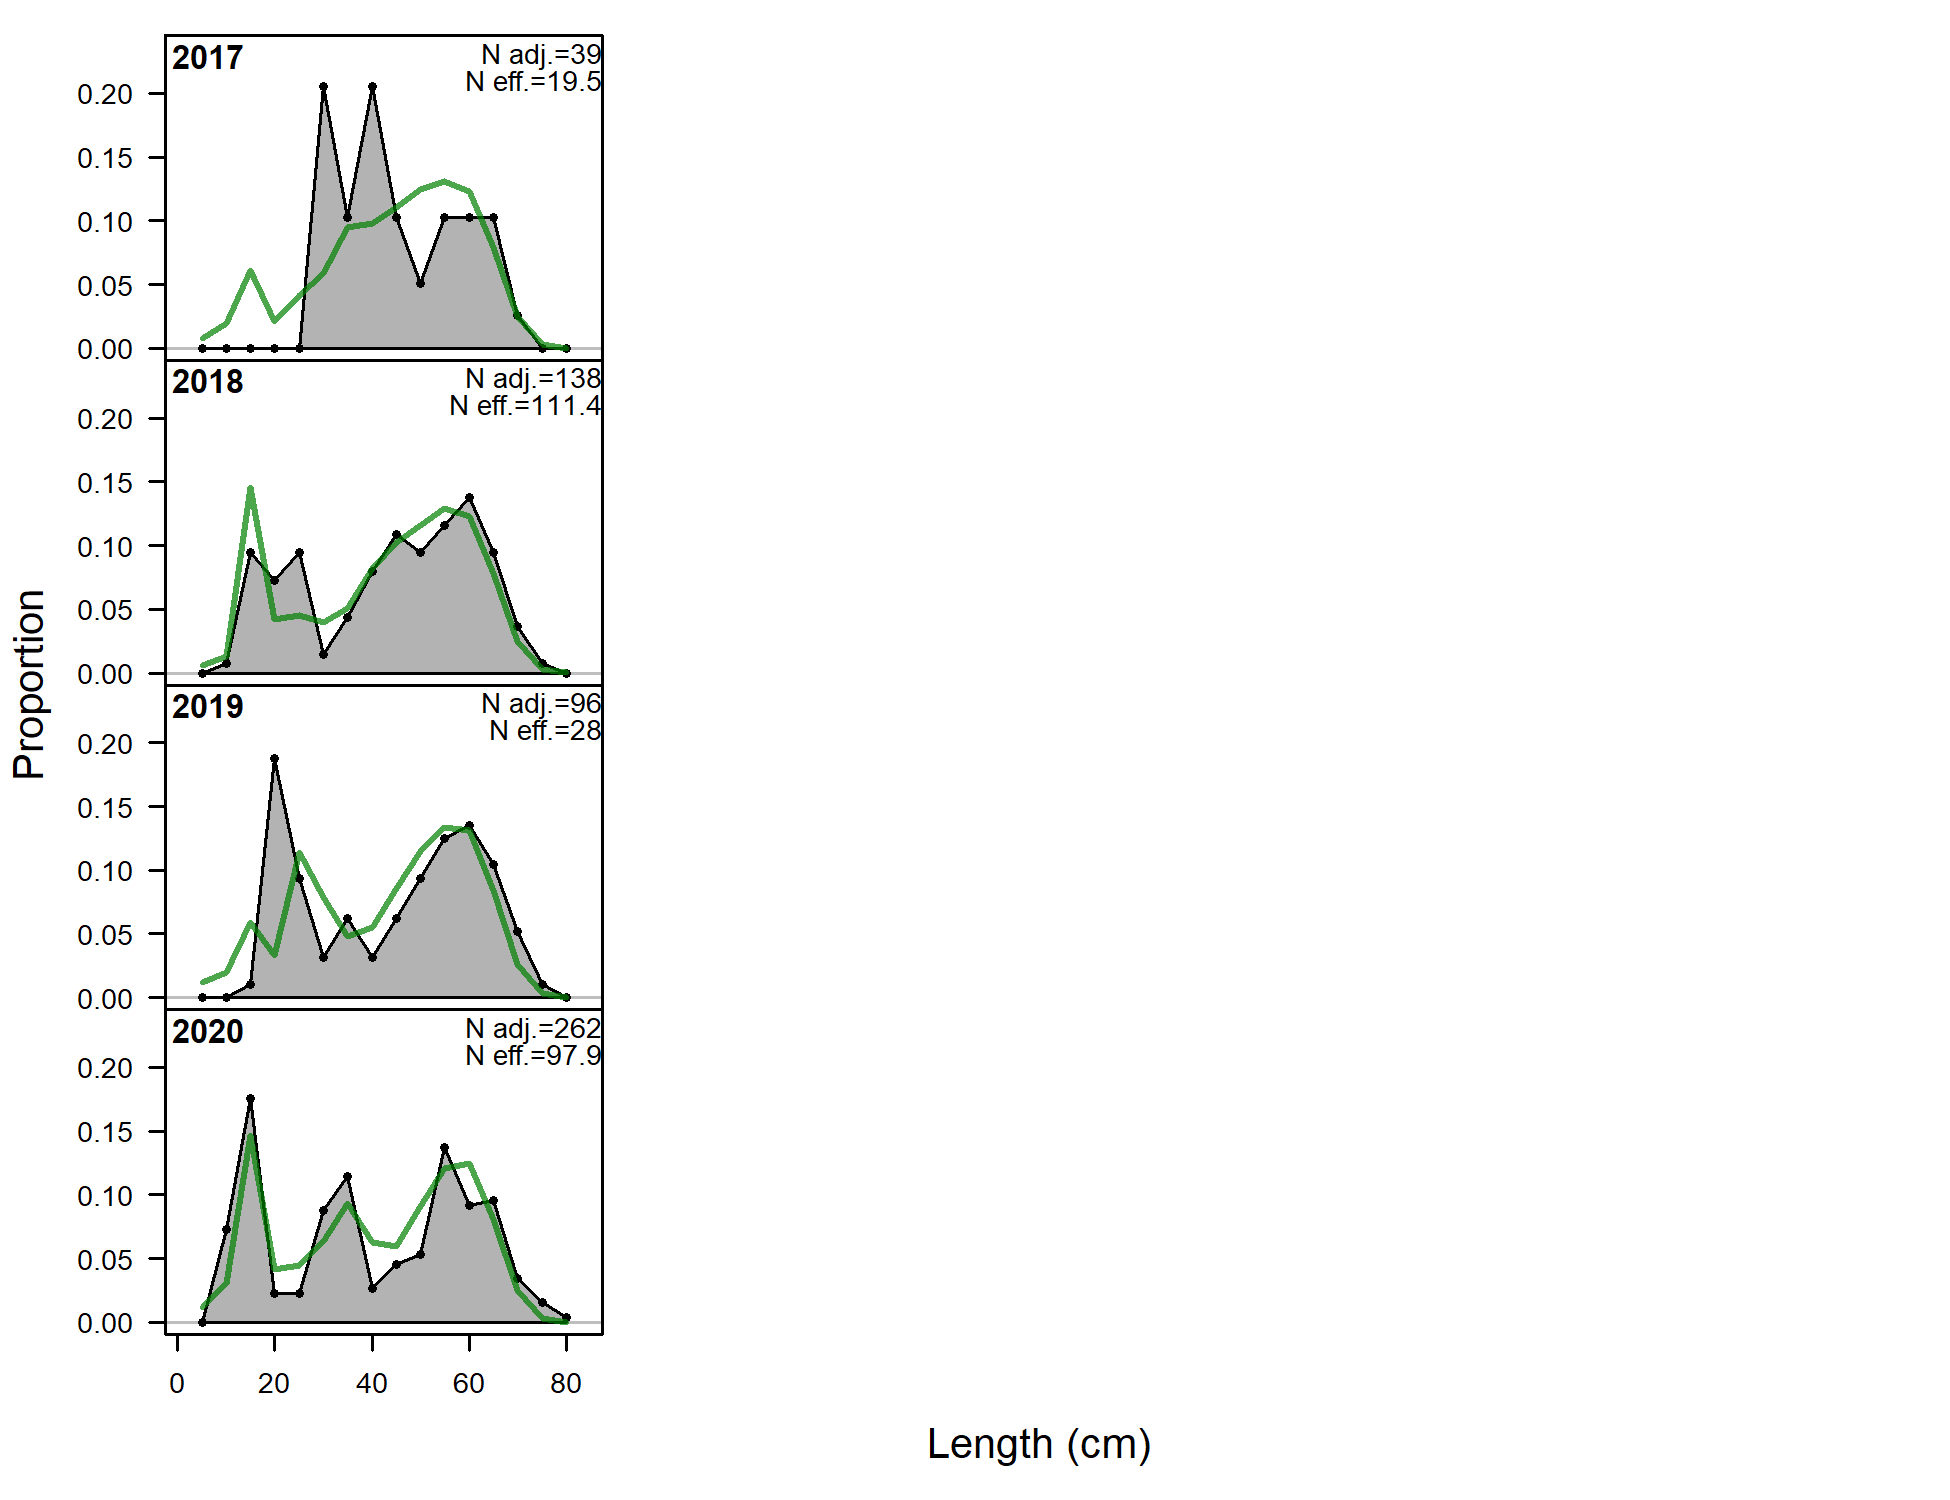 2017
N adj.=39
N eff.=19.5
0.20
0.15
0.10
0.05
0.00
2018
N adj.=138
N eff.=111.4
0.20
0.15
0.10
0.05
0.00
2019
N adj.=96
N eff.=28
0.20
0.15
0.10
0.05
0.00
2020
N adj.=262
N eff.=97.9
0.20
0.15
0.10
0.05
0.00
0 20 40 60 80
Proportion
Length (cm)